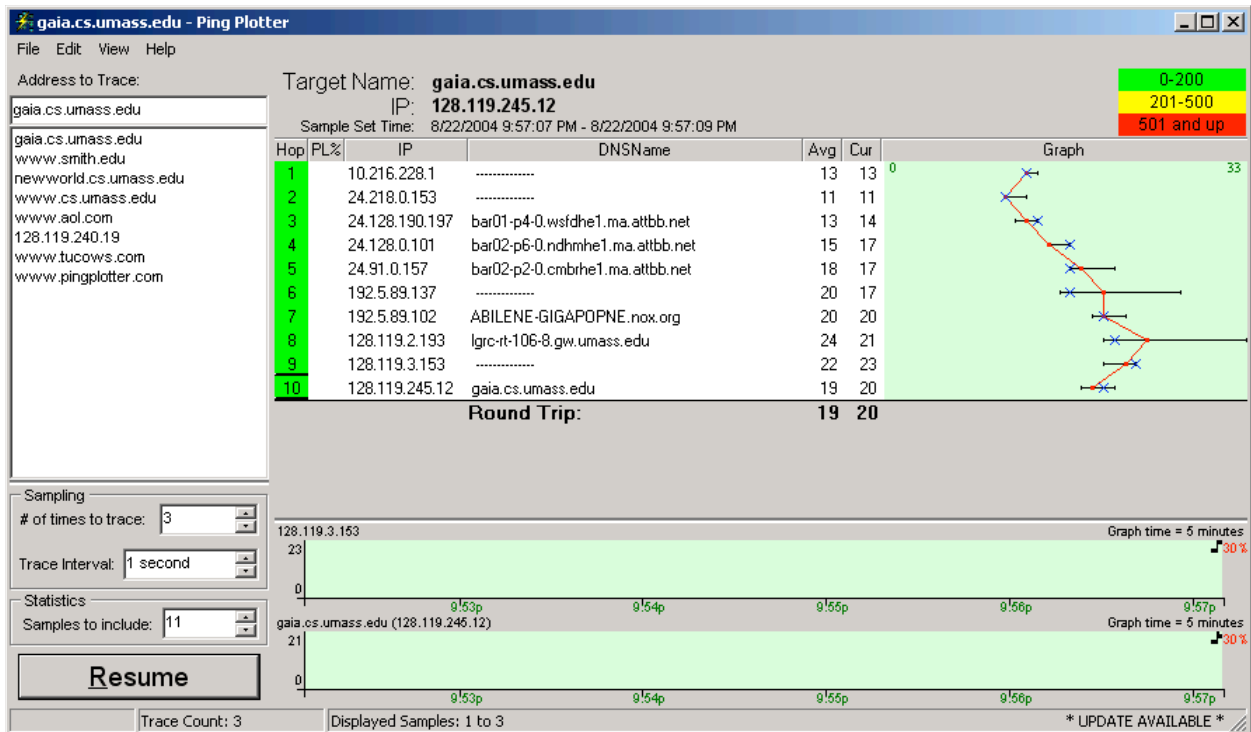 gaia.cs.umass.edu - Ping Plotter
File Edit View Help
Address to Trace:
gaia.cs.umass.edu
gaia.cs.umass.edu
www.smith.edu
newworld.cs.umass.edu
www.cs.umass.edu
www.aol.com
128.119.240.19
www.tucows.com
www.pingplotter.com
Target Name: gaia.cs.umass.edu
IP: 128.119.245.12
Sample Set Time: 8/22/2004 9:57:07 PM - 8/22/2004 9:57:09 PM
0-200
201-500
501 and up
Hop PL% IP DNSName Avg Cur Graph
0 33
1 10.216.228.1 ------------- 13 13
2 24.218.0.153 ------------- 11 11
3 24.128.190.197 bar01-p4-0.wsfdhe1.ma.attbb.net 13 14
4 24.128.0.101 bar02-p6-0.ndhmhe1.ma.attbb.net 15 17
5 24.91.0.157 bar02-p2-0.cmbrhe1.ma.attbb.net 18 17
6 192.5.89.137 ------------- 20 17
7 192.5.89.102 ABILENE-GIGAPOPNE.nox.org 20 20
8 128.119.2.193 lgrc-rt-106-8.gw.umass.edu 24 21
9 128.119.3.153 ------------- 22 23
10 128.119.245.12 gaia.cs.umass.edu 19 20
Round Trip: 19 20
Sampling
# of times to trace: 3
Trace Interval: 1 second
Statistics
Samples to include: 11
Resume
128.119.3.153 Graph time = 5 minutes
23 30%
0
9:53p 9:54p 9:55p 9:56p 9:57p
gaia.cs.umass.edu (128.119.245.12) Graph time = 5 minutes
21 30%
0
9:53p 9:54p 9:55p 9:56p 9:57p
Trace Count: 3 Displayed Samples: 1 to 3 * UPDATE AVAILABLE *